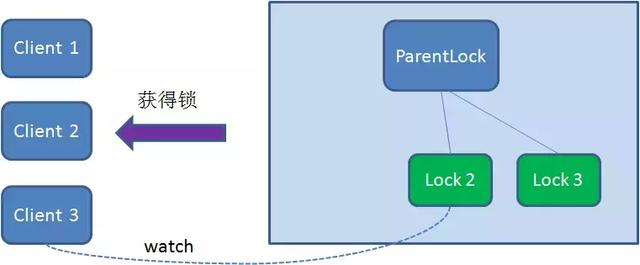 Client 1
ParentLock
获得锁
Client 2
Lock 2
Lock 3
Client 3
watch